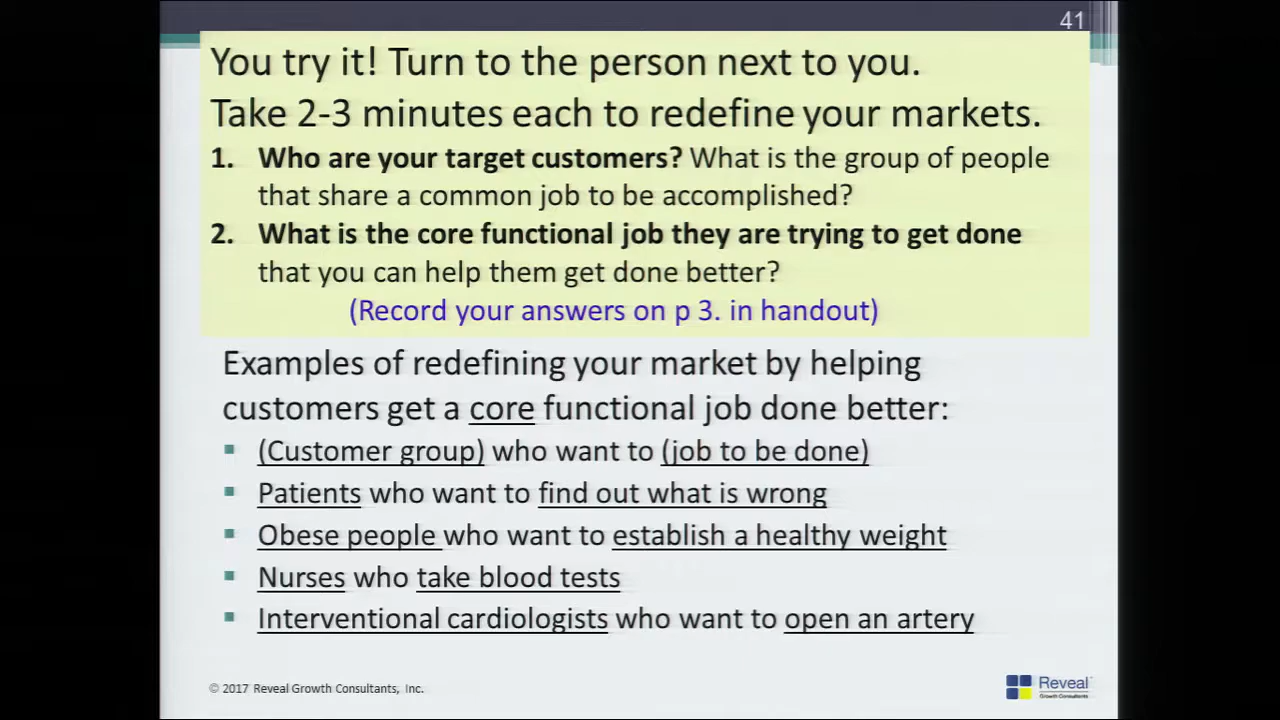 41
You try it! Turn to the person next to you.
Take 2-3 minutes each to redefine your markets.
1. Who are your target customers? What is the group of people
that share a common job to be accomplished?
2. What is the core functional job they are trying to get done
that you can help them get done better?
(Record your answers on p 3. in handout)
Examples of redefining your market by helping
customers get a core functional job done better:
▪ (Customer group) who want to (job to be done)
▪ Patients who want to find out what is wrong
▪ Obese people who want to establish a healthy weight
▪ Nurses who take blood tests
▪ Interventional cardiologists who want to open an artery
© 2017 Reveal Growth Consultants, Inc.
Reveal
Growth Consultants